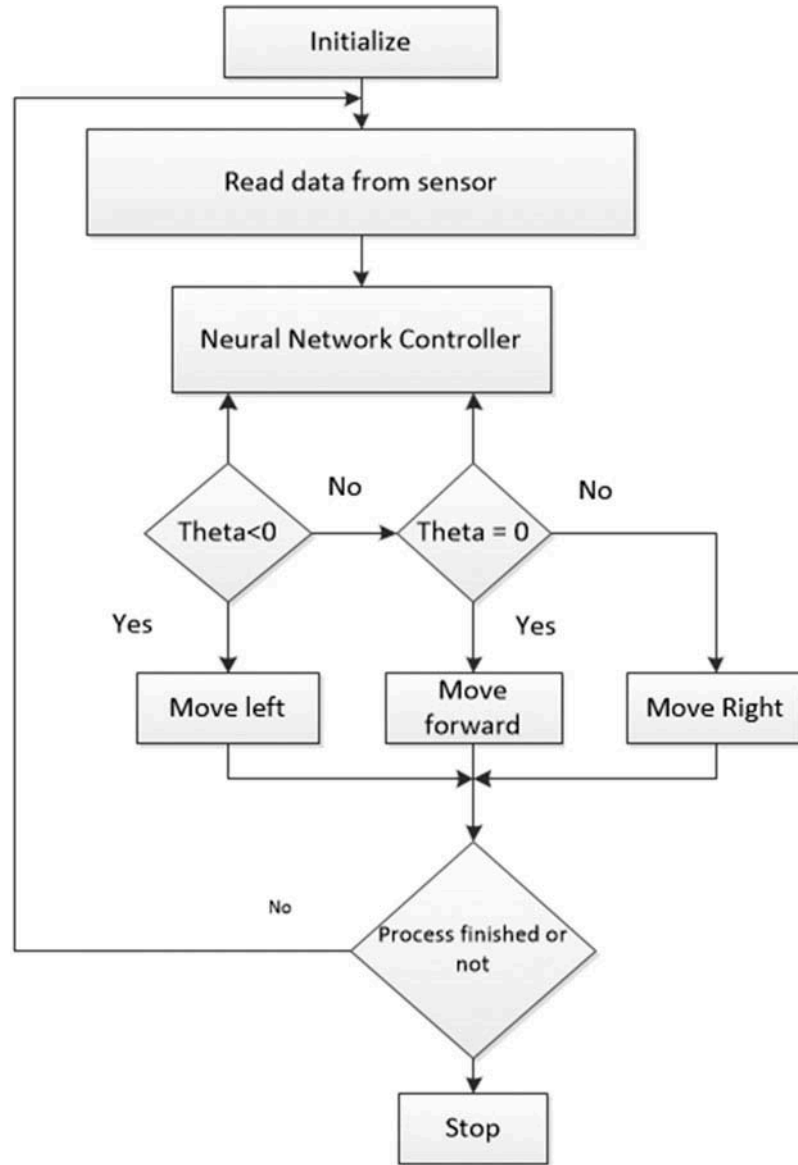 Initialize
Read data from sensor
Neural Network Controller
No
No
Theta<0
Theta = 0
Yes
Yes
Move left
Move
forward
Move Right
No
Process finished or
not
Stop